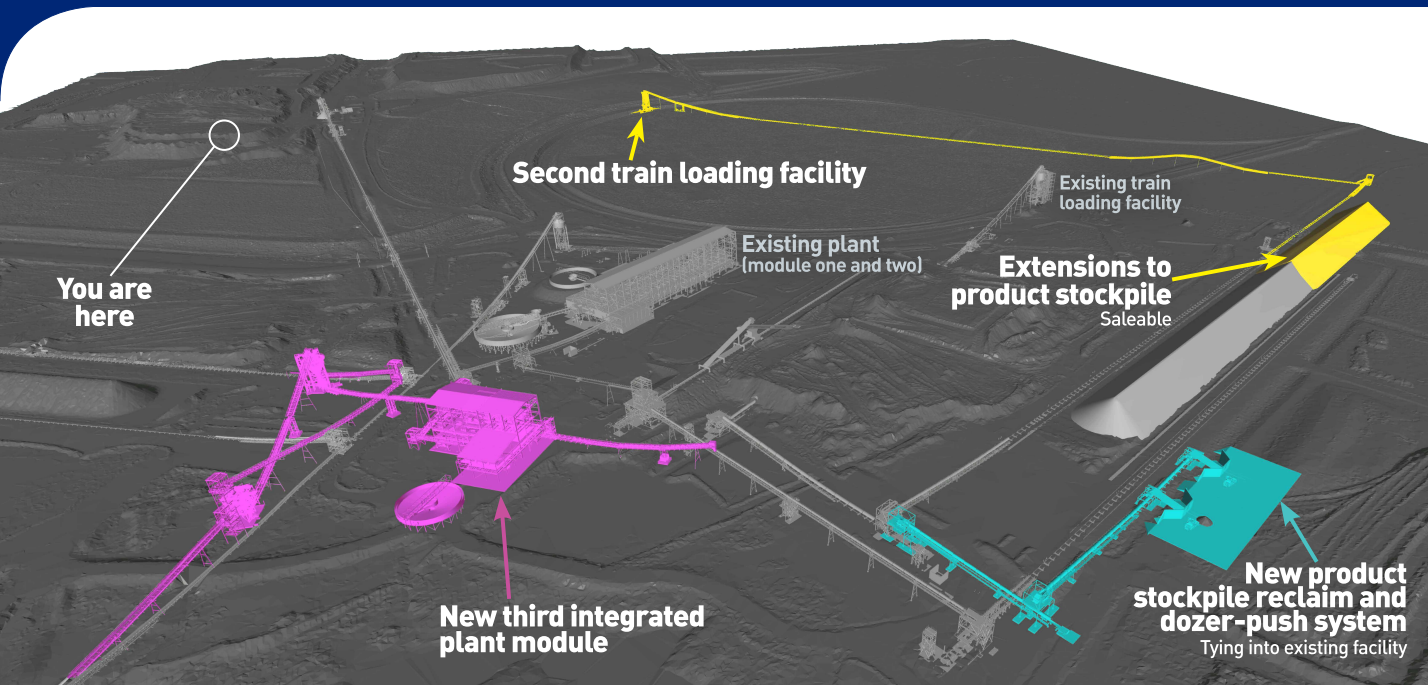 Second train loading facility
Existing train
loading facility
Existing plant
(module one and two)
Extensions to
product stockpile
Saleable
You are
here
New product
stockpile reclaim and
dozer-push system
Tying into existing facility
New third integrated
plant module